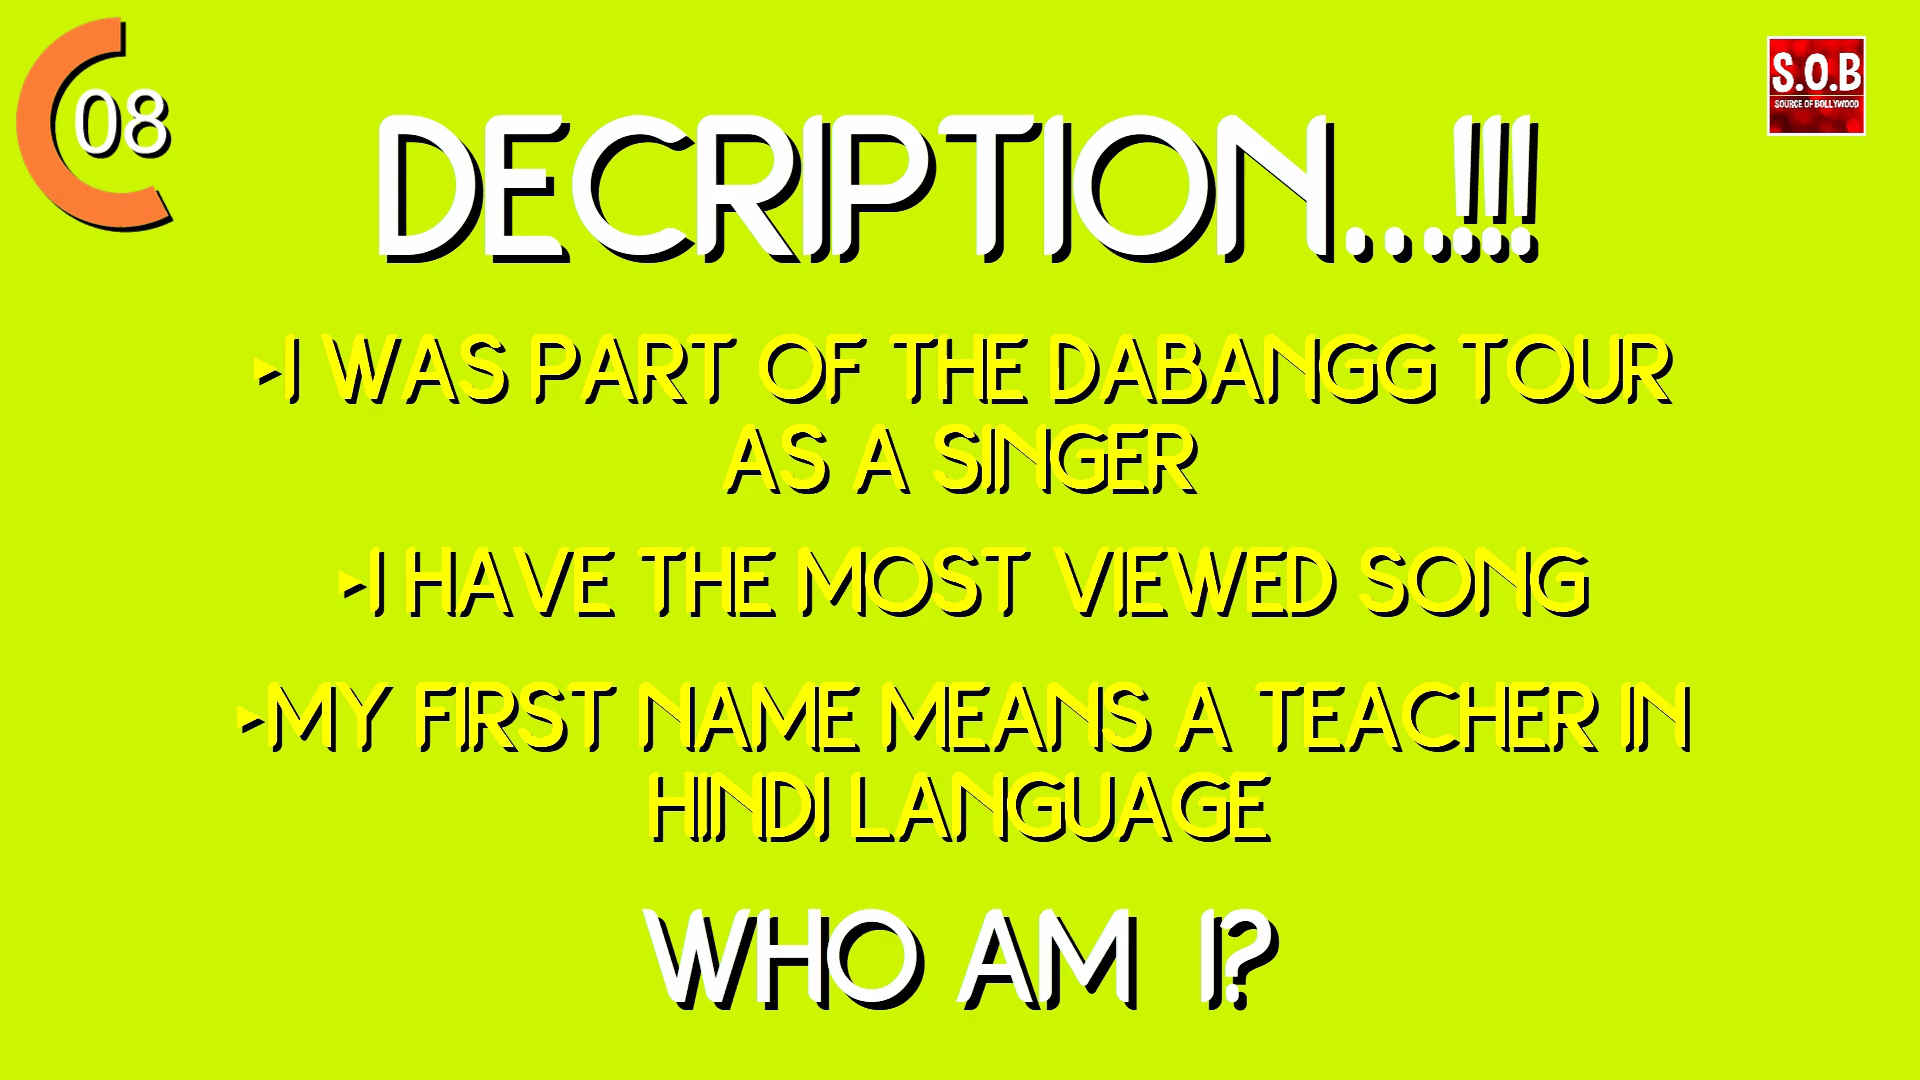 08
S.O.B
SOURCE OF BOLLYWOOD
DECRIPTION...!!!
►I WAS PART OF THE DABANGG TOUR
AS A SINGER
►I HAVE THE MOST VIEWED SONG
►MY FIRST NAME MEANS A TEACHER IN
HINDI LANGUAGE
WHO AM I?